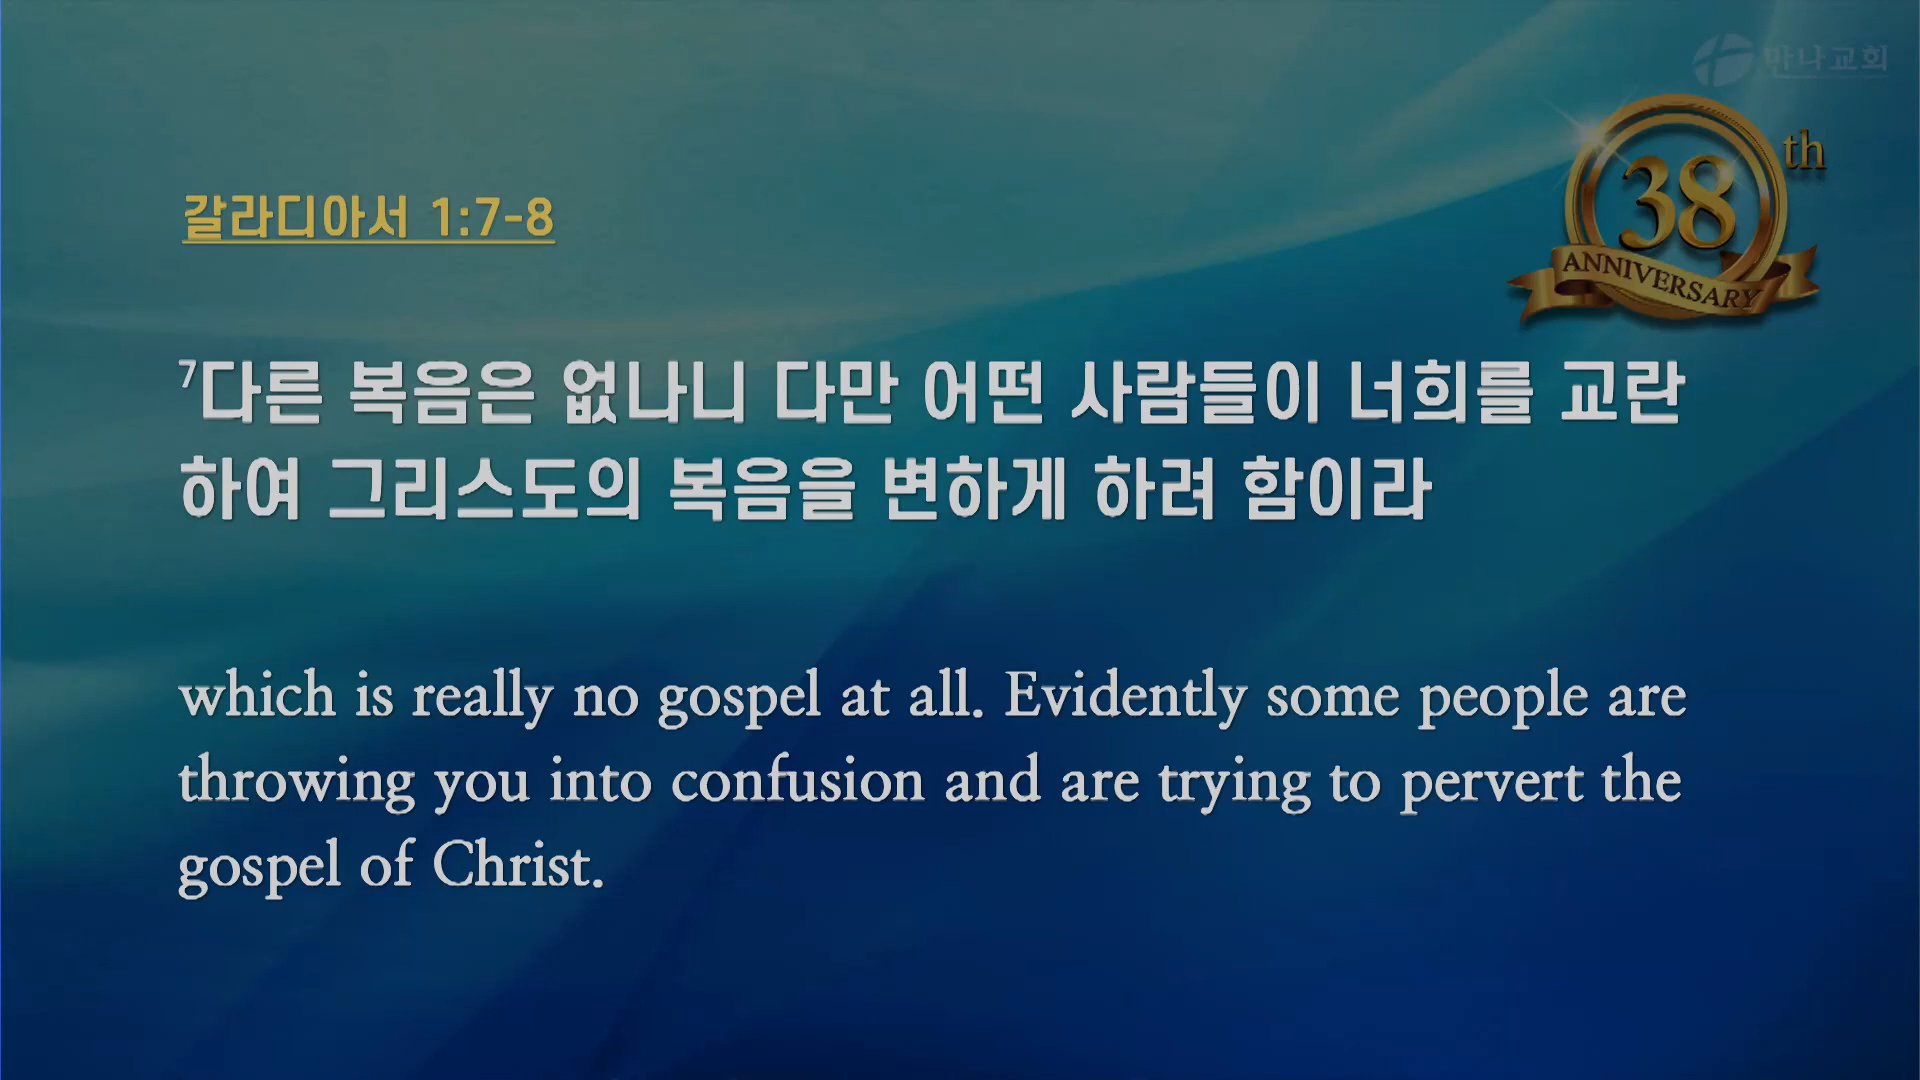 만나교회
38th
ANNIVERSARY
갈라디아서 1:7-8
7다른 복음은 없나니 다만 어떤 사람들이 너희를 교란
하여 그리스도의 복음을 변하게 하려 함이라
which is really no gospel at all. Evidently some people are
throwing you into confusion and are trying to pervert the
gospel of Christ.